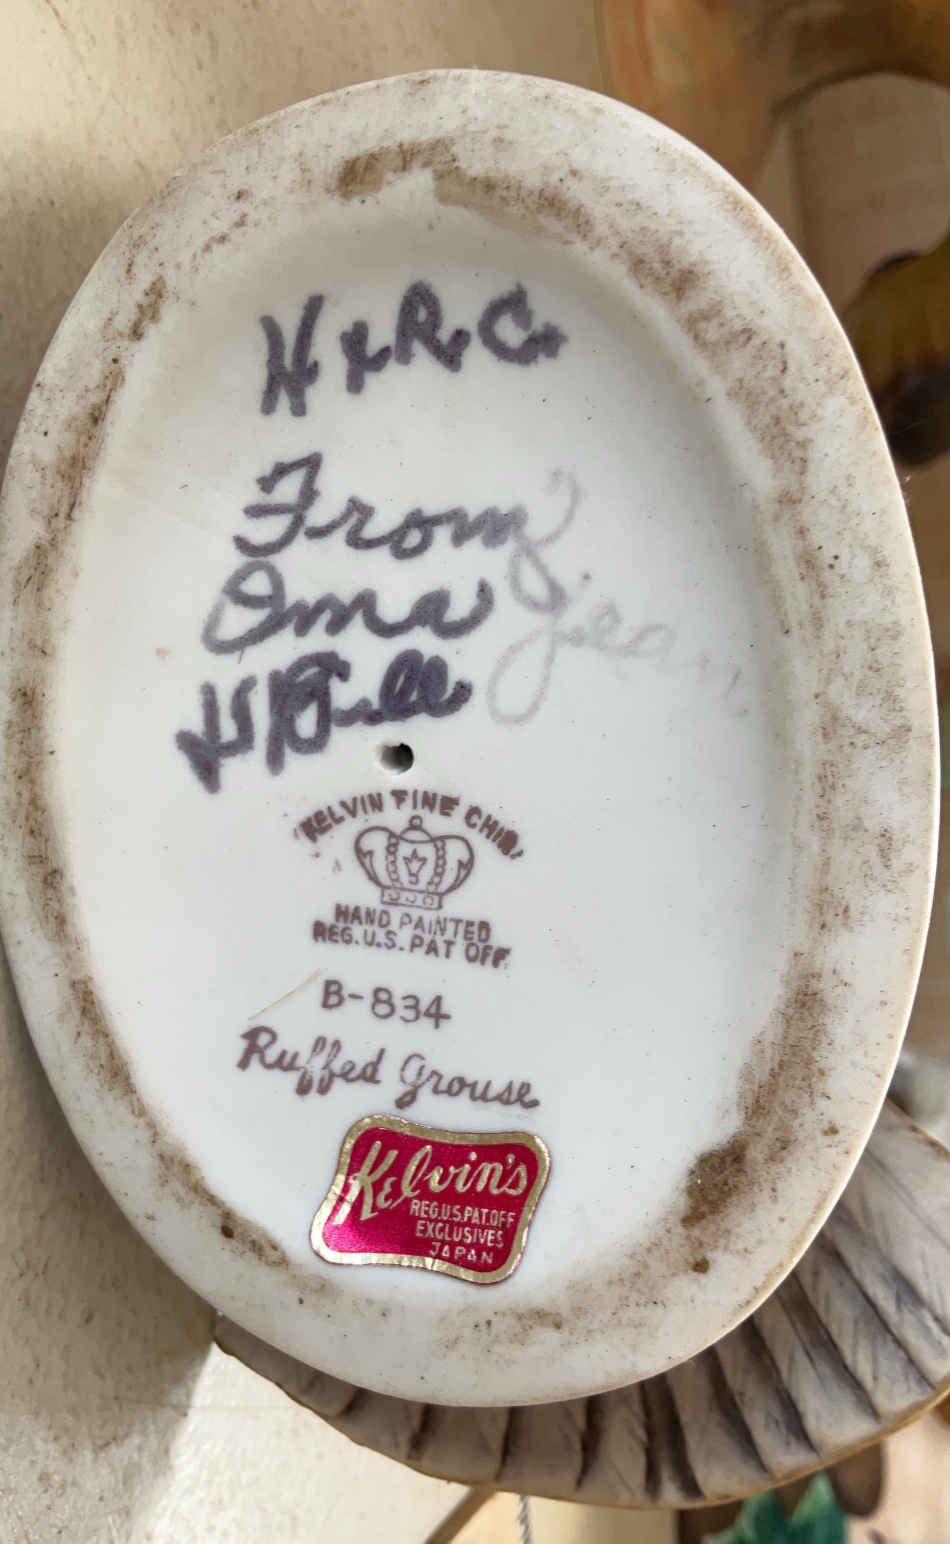 H & R. C.
From
Oma
Jean
& Bill
KELVIN FINE CHINA
HAND PAINTED
REG. U.S. PAT OFF.
B-834
Ruffed Grouse
Kelvin's
REG.U.S.PAT.OFF
EXCLUSIVES
JAPAN